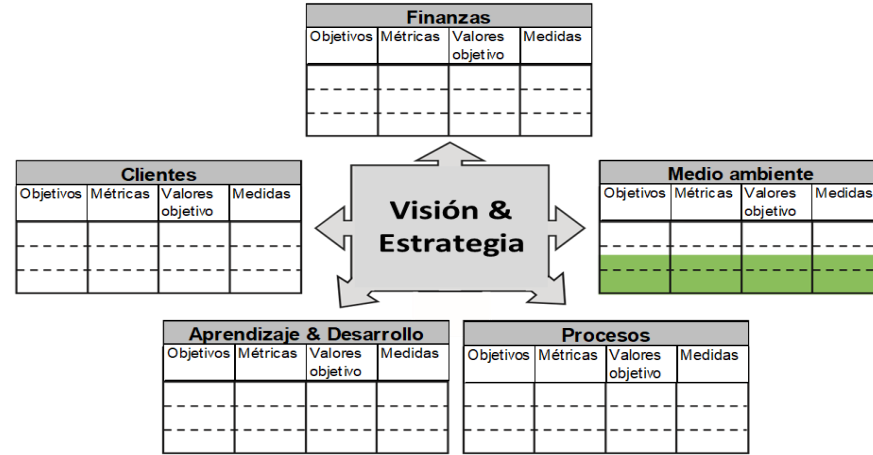 Finanzas
Objetivos Métricas Valores objetivo Medidas
Clientes
Objetivos Métricas Valores objetivo Medidas
Visión &
Estrategia
Medio ambiente
Objetivos Métricas Valores objetivo Medidas
Aprendizaje & Desarrollo
Objetivos Métricas Valores objetivo Medidas
Procesos
Objetivos Métricas Valores objetivo Medidas